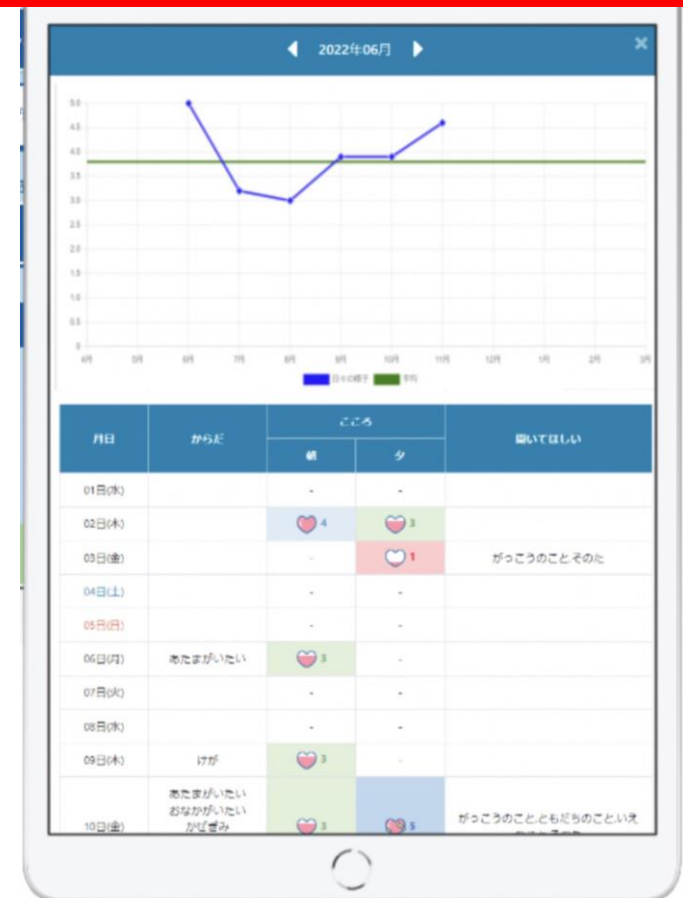 2022年06月
×
5.0
4.5
4.0
3.5
3.0
2.5
2.0
1.5
1.0
0.5
0
4月 5月 6月 7月 8月 9月 10月 11月 12月 1月 2月 3月
日々の様子 平均
月日 からだ こころ 聞いてほしい
朝 夕
01日(水) - -
02日(木) 4 3
03日(金) - 1 がっこうのこと,そのた
04日(土) - -
05日(日) - -
06日(月) あたまがいたい 3 -
07日(火) - -
08日(水) - -
09日(木) けが 3 -
あたまがいたい
おなかがいたい
かぜぎみ
10日(金) 3 5 がっこうのこと,ともだちのこと,いえ